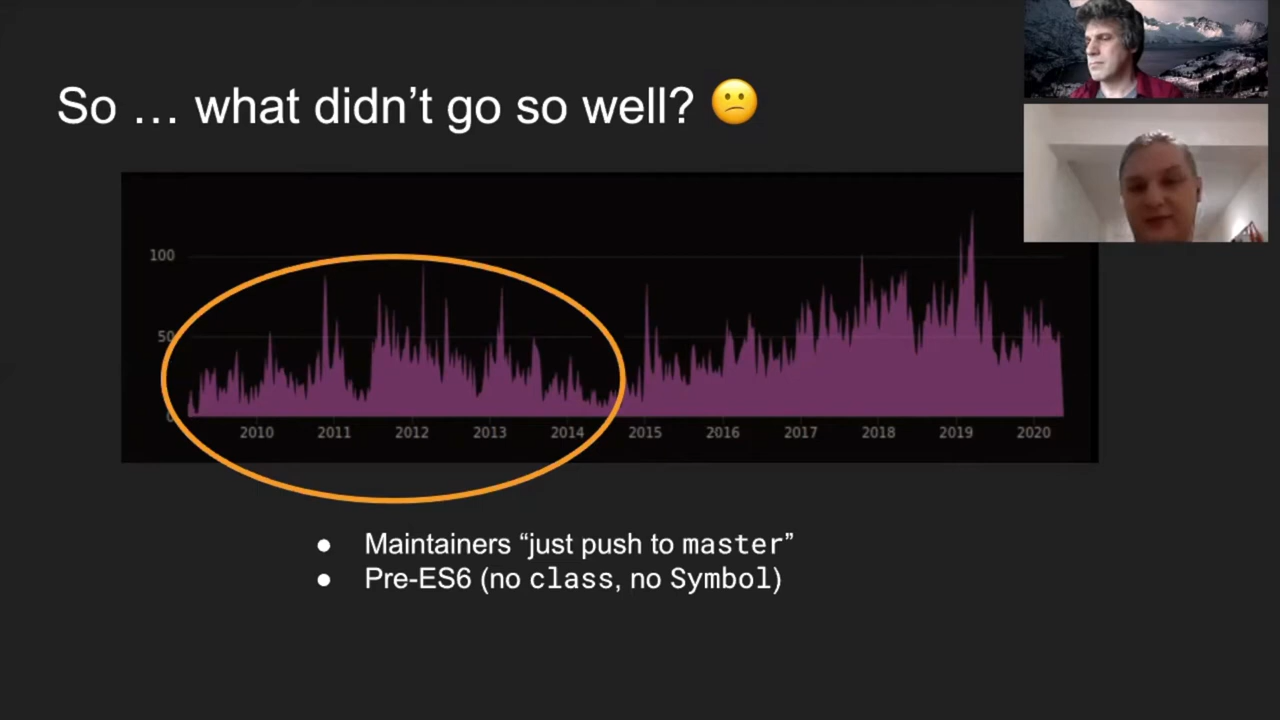 So … what didn’t go so well? 😕
100
50
0
2010 2011 2012 2013 2014 2015 2016 2017 2018 2019 2020
● Maintainers “just push to master”
● Pre-ES6 (no class, no Symbol)